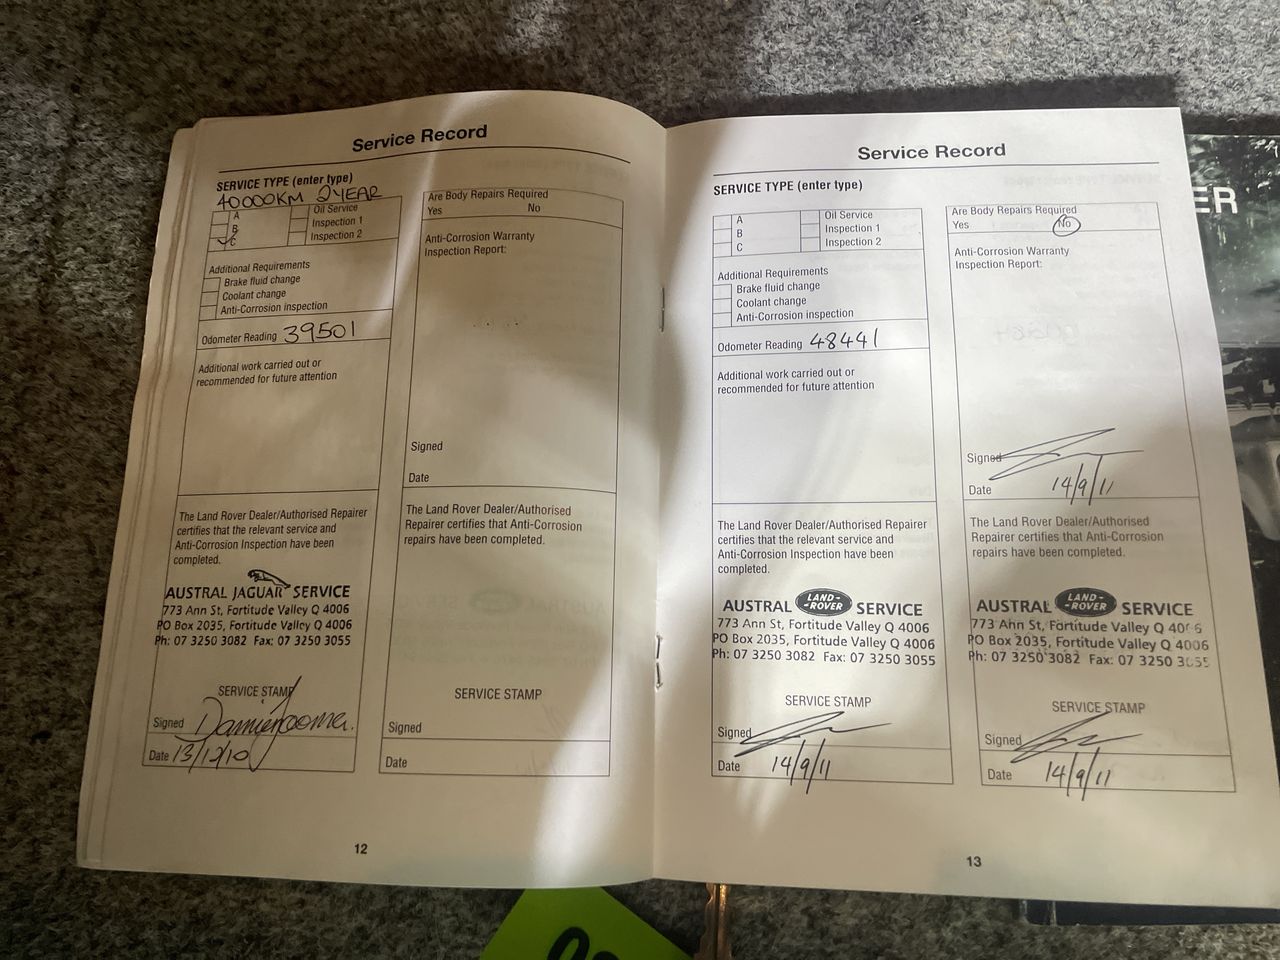 Service Record
SERVICE TYPE (enter type)
40000KM 2YEAR
A
B
C
Oil Service
Inspection 1
Inspection 2
Additional Requirements
Brake fluid change
Coolant change
Anti-Corrosion inspection
Odometer Reading 39501
Additional work carried out or
recommended for future attention
The Land Rover Dealer/Authorised Repairer
certifies that the relevant service and
Anti-Corrosion Inspection have been
completed.
AUSTRAL JAGUAR SERVICE
773 Ann St, Fortitude Valley Q 4006
PO Box 2035, Fortitude Valley Q 4006
Ph: 07 3250 3082 Fax: 07 3250 3055
SERVICE STAMP
Signed
Date 13/12/10
Are Body Repairs Required
Yes No
Anti-Corrosion Warranty
Inspection Report:
Signed
Date
The Land Rover Dealer/Authorised
Repairer certifies that Anti-Corrosion
repairs have been completed.
SERVICE STAMP
Signed
Date
12
Service Record
SERVICE TYPE (enter type)
A
B
C
Oil Service
Inspection 1
Inspection 2
Additional Requirements
Brake fluid change
Coolant change
Anti-Corrosion inspection
Odometer Reading 48441
Additional work carried out or
recommended for future attention
The Land Rover Dealer/Authorised Repairer
certifies that the relevant service and
Anti-Corrosion Inspection have been
completed.
AUSTRAL LAND-ROVER SERVICE
773 Ann St, Fortitude Valley Q 4006
PO Box 2035, Fortitude Valley Q 4006
Ph: 07 3250 3082 Fax: 07 3250 3055
SERVICE STAMP
Signed
Date 14/9/11
Are Body Repairs Required
Yes No
Anti-Corrosion Warranty
Inspection Report:
Signed
Date 14/9/11
The Land Rover Dealer/Authorised
Repairer certifies that Anti-Corrosion
repairs have been completed.
AUSTRAL LAND-ROVER SERVICE
773 Ann St, Fortitude Valley Q 4006
PO Box 2035, Fortitude Valley Q 4006
Ph: 07 3250 3082 Fax: 07 3250 3055
SERVICE STAMP
Signed
Date 14/9/11
13
ER